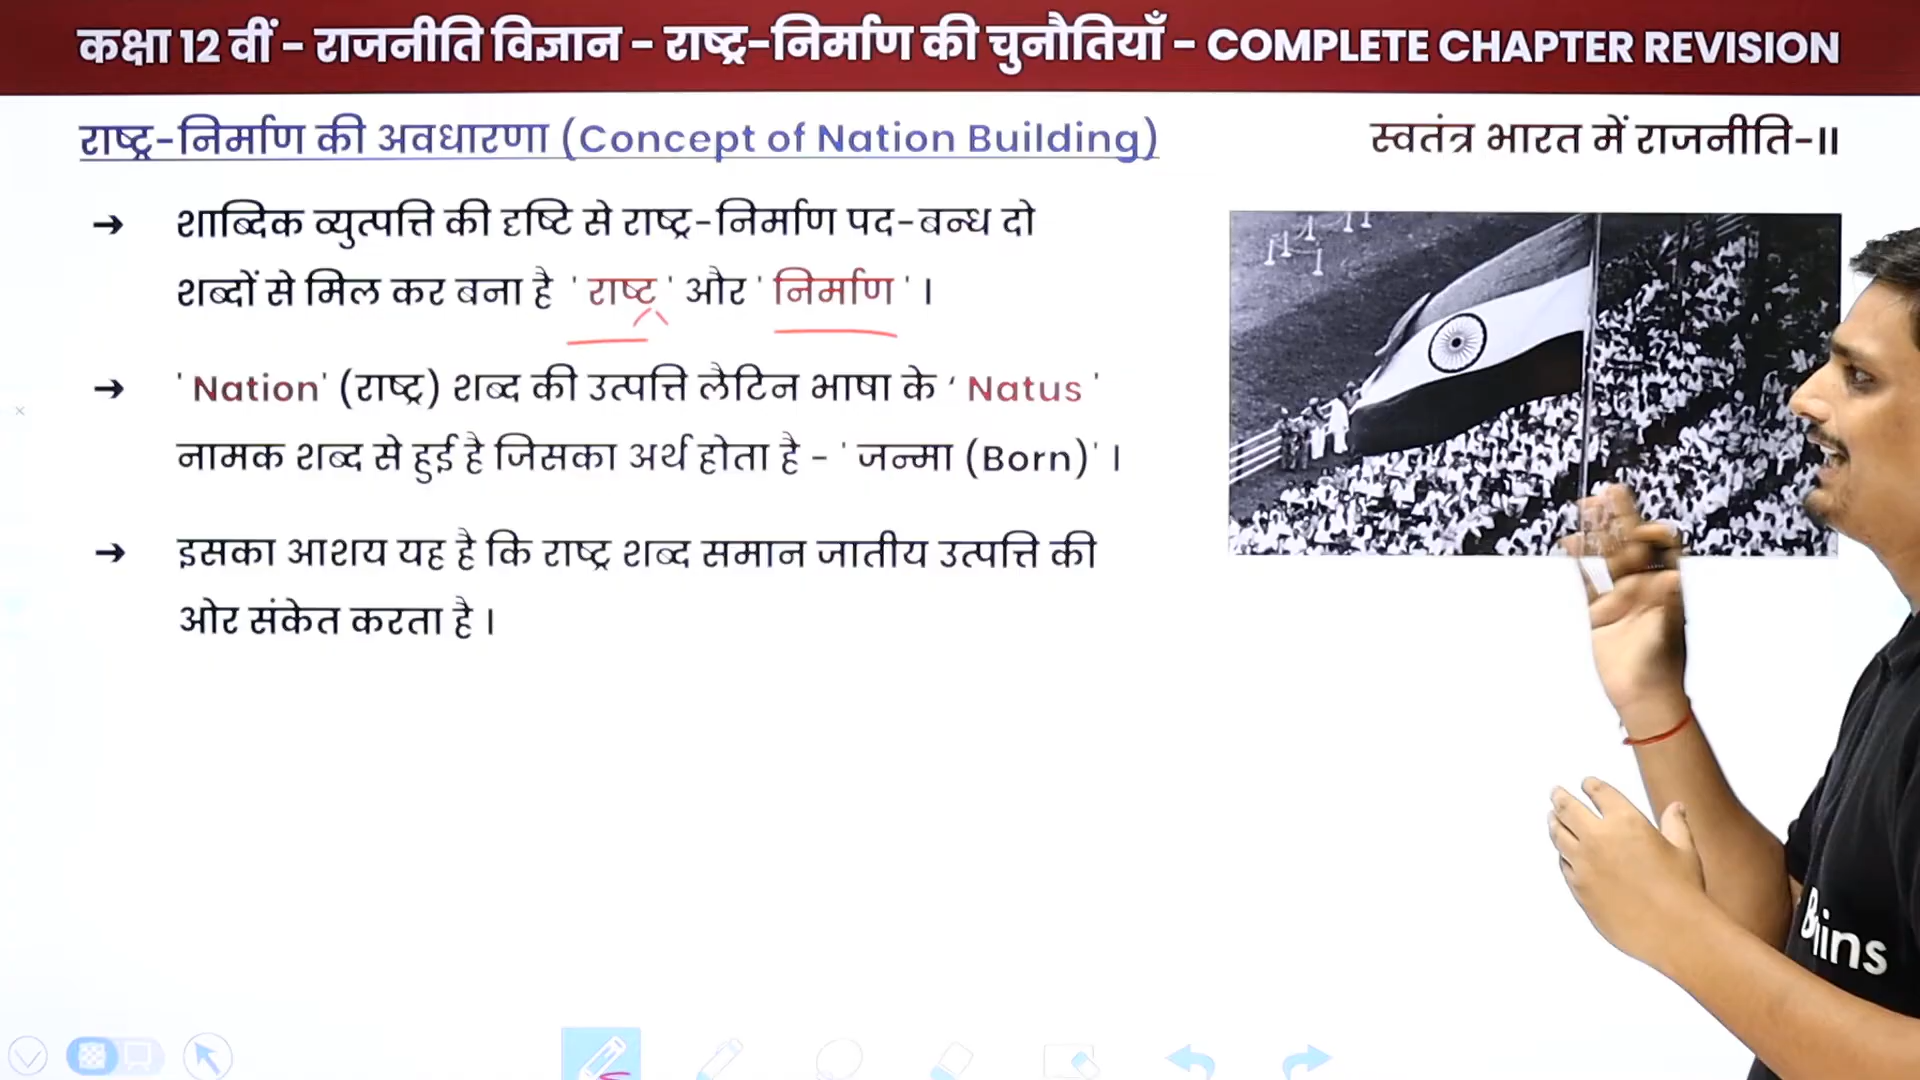 कक्षा 12 वीं - राजनीति विज्ञान - राष्ट्र-निर्माण की चुनौतियाँ - COMPLETE CHAPTER REVISION
राष्ट्र-निर्माण की अवधारणा (Concept of Nation Building)
स्वतंत्र भारत में राजनीति-II
→ शाब्दिक व्युत्पत्ति की दृष्टि से राष्ट्र-निर्माण पद-बन्ध दो
शब्दों से मिल कर बना है ' राष्ट्र ' और ' निर्माण ' ।
→ ' Nation' (राष्ट्र) शब्द की उत्पत्ति लैटिन भाषा के ‘ Natus '
नामक शब्द से हुई है जिसका अर्थ होता है - ' जन्मा (Born)' ।
→ इसका आशय यह है कि राष्ट्र शब्द समान जातीय उत्पत्ति की
ओर संकेत करता है ।